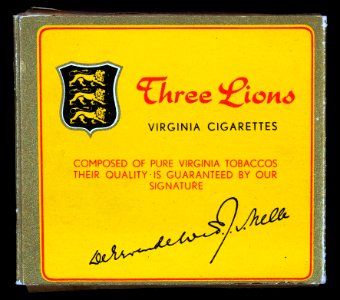 Three Lions
VIRGINIA CIGARETTES
COMPOSED OF PURE VIRGINIA TOBACCOS
THEIR QUALITY·IS GUARANTEED BY OUR
SIGNATURE